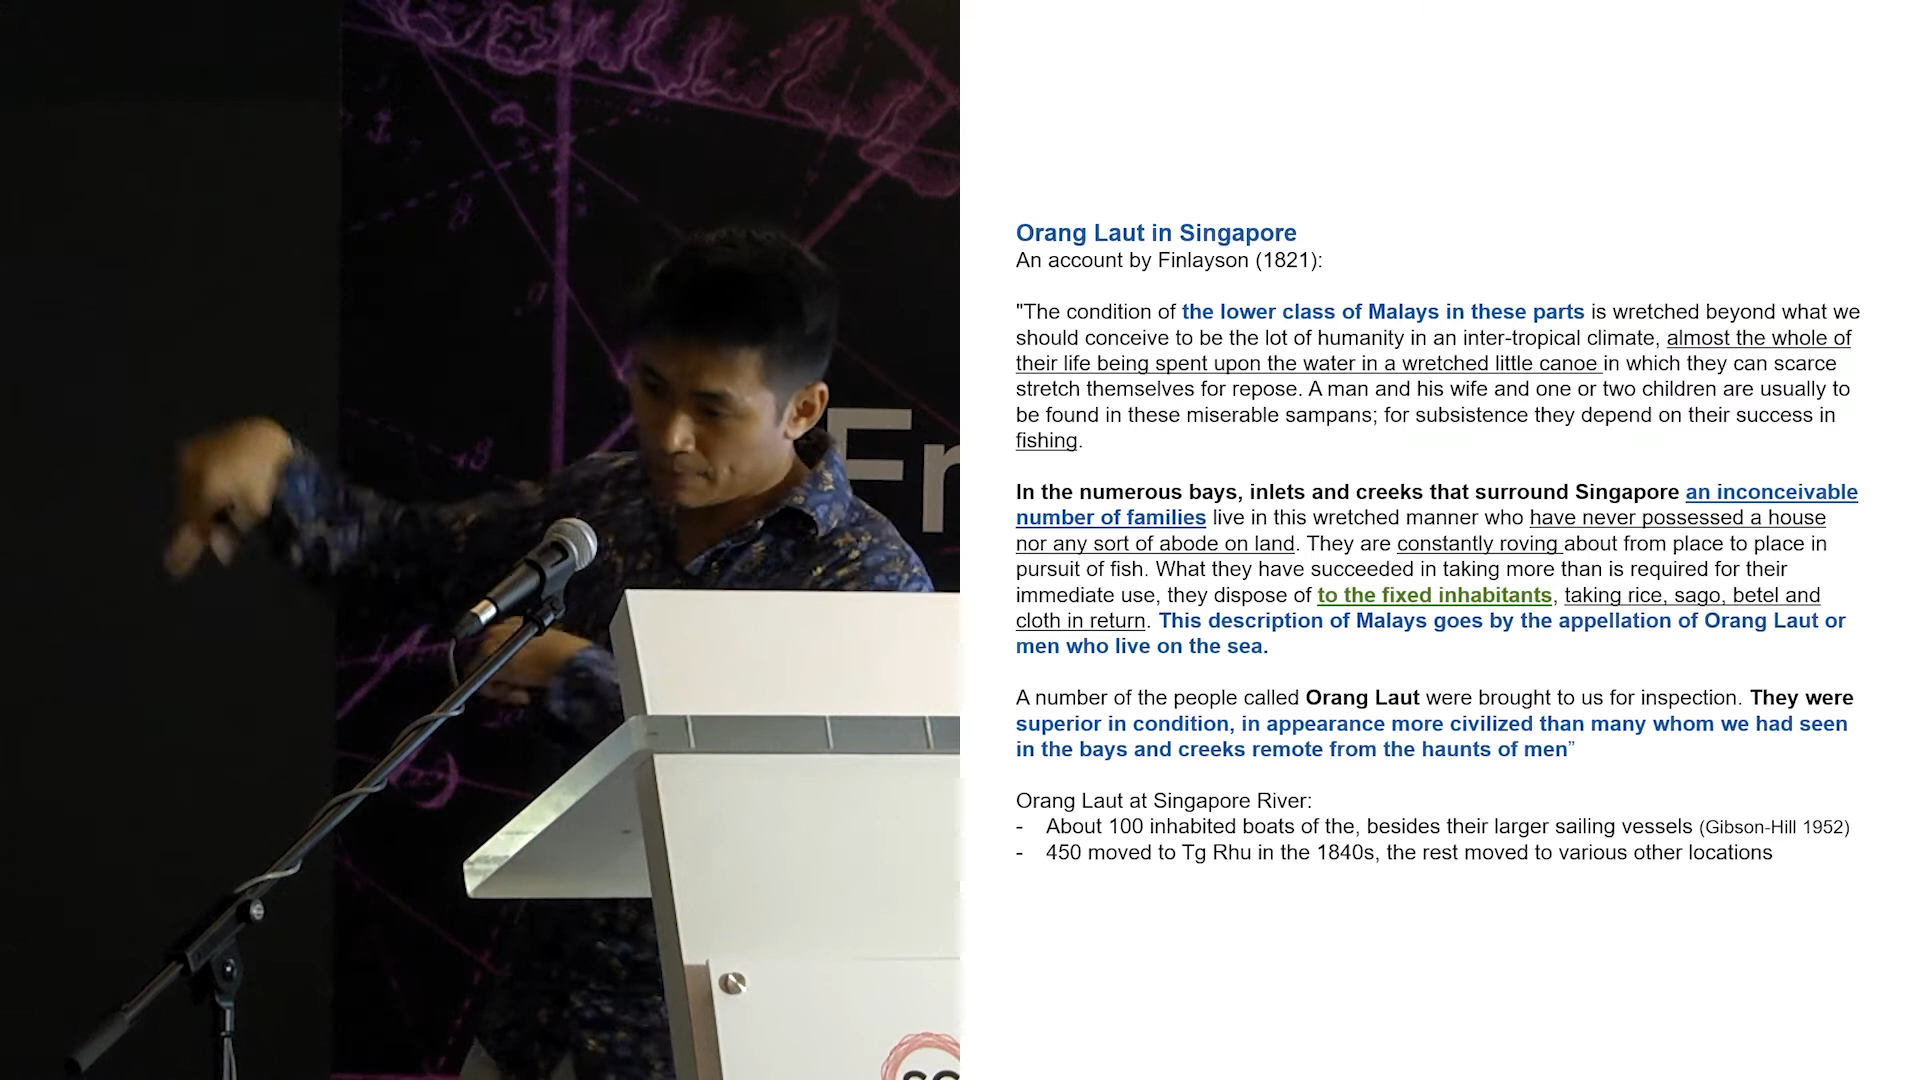 Orang Laut in Singapore
An account by Finlayson (1821):
"The condition of the lower class of Malays in these parts is wretched beyond what we
should conceive to be the lot of humanity in an inter-tropical climate, almost the whole of
their life being spent upon the water in a wretched little canoe in which they can scarce
stretch themselves for repose. A man and his wife and one or two children are usually to
be found in these miserable sampans; for subsistence they depend on their success in
fishing.
In the numerous bays, inlets and creeks that surround Singapore an inconceivable
number of families live in this wretched manner who have never possessed a house
nor any sort of abode on land. They are constantly roving about from place to place in
pursuit of fish. What they have succeeded in taking more than is required for their
immediate use, they dispose of to the fixed inhabitants, taking rice, sago, betel and
cloth in return. This description of Malays goes by the appellation of Orang Laut or
men who live on the sea.
A number of the people called Orang Laut were brought to us for inspection. They were
superior in condition, in appearance more civilized than many whom we had seen
in the bays and creeks remote from the haunts of men”
Orang Laut at Singapore River:
- About 100 inhabited boats of the, besides their larger sailing vessels (Gibson-Hill 1952)
- 450 moved to Tg Rhu in the 1840s, the rest moved to various other locations